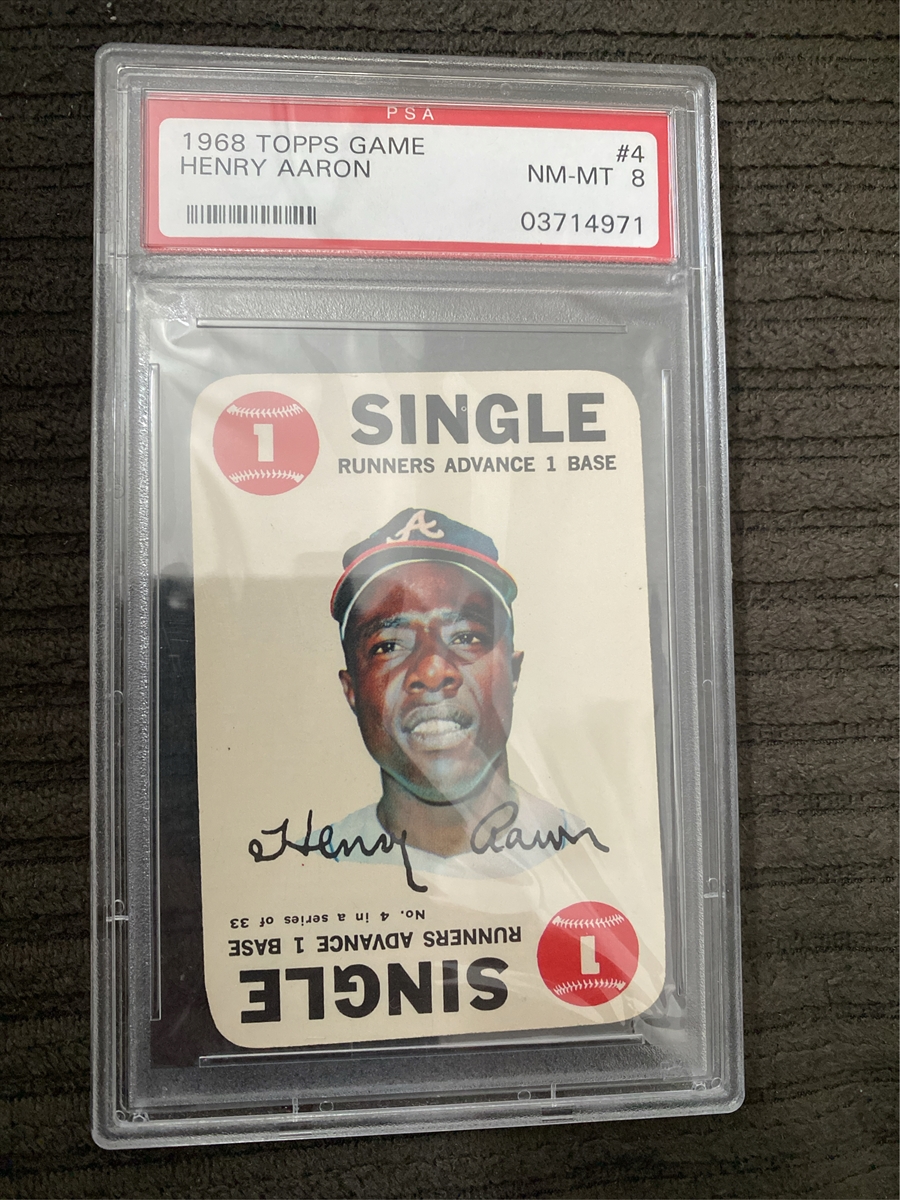 PSA
1968 TOPPS GAME #4
HENRY AARON NM-MT 8
03714971
1 SINGLE
RUNNERS ADVANCE 1 BASE
A
Henry Aaron
No. 4 in a series of 33
RUNNERS ADVANCE 1 BASE
SINGLE 1